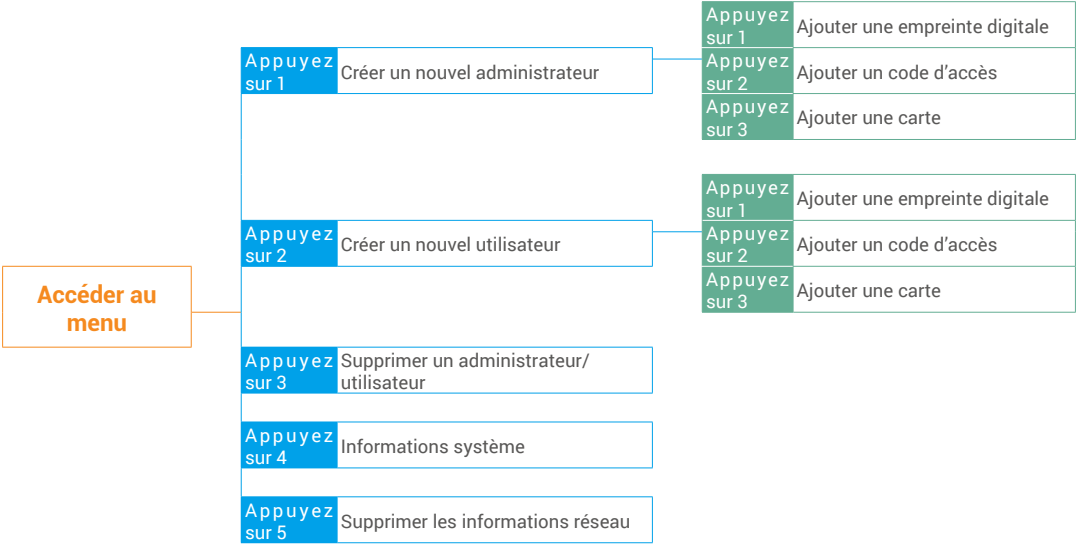 Accéder au
menu
Appuyez
sur 1
Créer un nouvel administrateur
Appuyez
sur 1
Ajouter une empreinte digitale
Appuyez
sur 2
Ajouter un code d’accès
Appuyez
sur 3
Ajouter une carte
Appuyez
sur 2
Créer un nouvel utilisateur
Appuyez
sur 1
Ajouter une empreinte digitale
Appuyez
sur 2
Ajouter un code d’accès
Appuyez
sur 3
Ajouter une carte
Appuyez
sur 3
Supprimer un administrateur/
utilisateur
Appuyez
sur 4
Informations système
Appuyez
sur 5
Supprimer les informations réseau